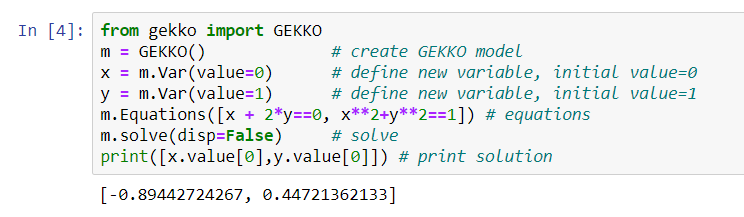 In [4]: from gekko import GEKKO
m = GEKKO() # create GEKKO model
x = m.Var(value=0) # define new variable, initial value=0
y = m.Var(value=1) # define new variable, initial value=1
m.Equations([x + 2*y==0, x**2+y**2==1]) # equations
m.solve(disp=False) # solve
print([x.value[0],y.value[0]]) # print solution
[-0.89442724267, 0.44721362133]